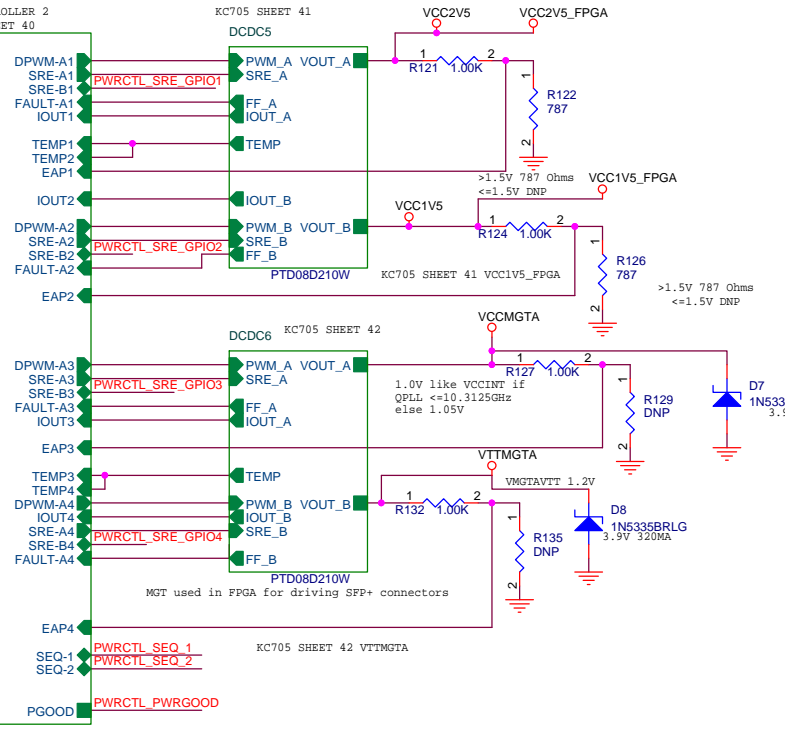 OLLER 2
ET 40
KC705 SHEET 41
DCDC5
VCC2V5
VCC2V5_FPGA
DPWM-A1
SRE-A1
SRE-B1
FAULT-A1
IOUT1
PWRCTL_SRE_GPIO1
PWM_A
VOUT_A
SRE_A
FF_A
IOUT_A
1
2
R121
1.00K
1
R122
787
2
TEMP1
TEMP2
EAP1
TEMP
>1.5V 787 Ohms
<=1.5V DNP
VCC1V5_FPGA
IOUT2
IOUT_B
VCC1V5
DPWM-A2
SRE-A2
SRE-B2
FAULT-A2
PWRCTL_SRE_GPIO2
PWM_B
VOUT_B
SRE_B
FF_B
1
2
R124
1.00K
1
R126
787
2
PTD08D210W
KC705 SHEET 41 VCC1V5_FPGA
>1.5V 787 Ohms
<=1.5V DNP
EAP2
DCDC6
KC705 SHEET 42
VCCMGTA
DPWM-A3
SRE-A3
SRE-B3
FAULT-A3
IOUT3
PWRCTL_SRE_GPIO3
PWM_A
VOUT_A
SRE_A
FF_A
IOUT_A
1
2
R127
1.00K
1.0V like VCCINT if
QPLL <=10.3125GHz
else 1.05V
1
R129
DNP
2
D7
1N533
3.9
EAP3
VTTMGTA
TEMP3
TEMP4
TEMP
VMGTAVTT 1.2V
DPWM-A4
IOUT4
SRE-A4
SRE-B4
FAULT-A4
PWRCTL_SRE_GPIO4
PWM_B
VOUT_B
IOUT_B
SRE_B
FF_B
1
2
R132
1.00K
1
R135
DNP
2
D8
1N5335BRLG
3.9V 320MA
PTD08D210W
MGT used in FPGA for driving SFP+ connectors
EAP4
KC705 SHEET 42 VTTMGTA
SEQ-1
PWRCTL_SEQ_1
SEQ-2
PWRCTL_SEQ_2
PGOOD
PWRCTL_PWRGOOD